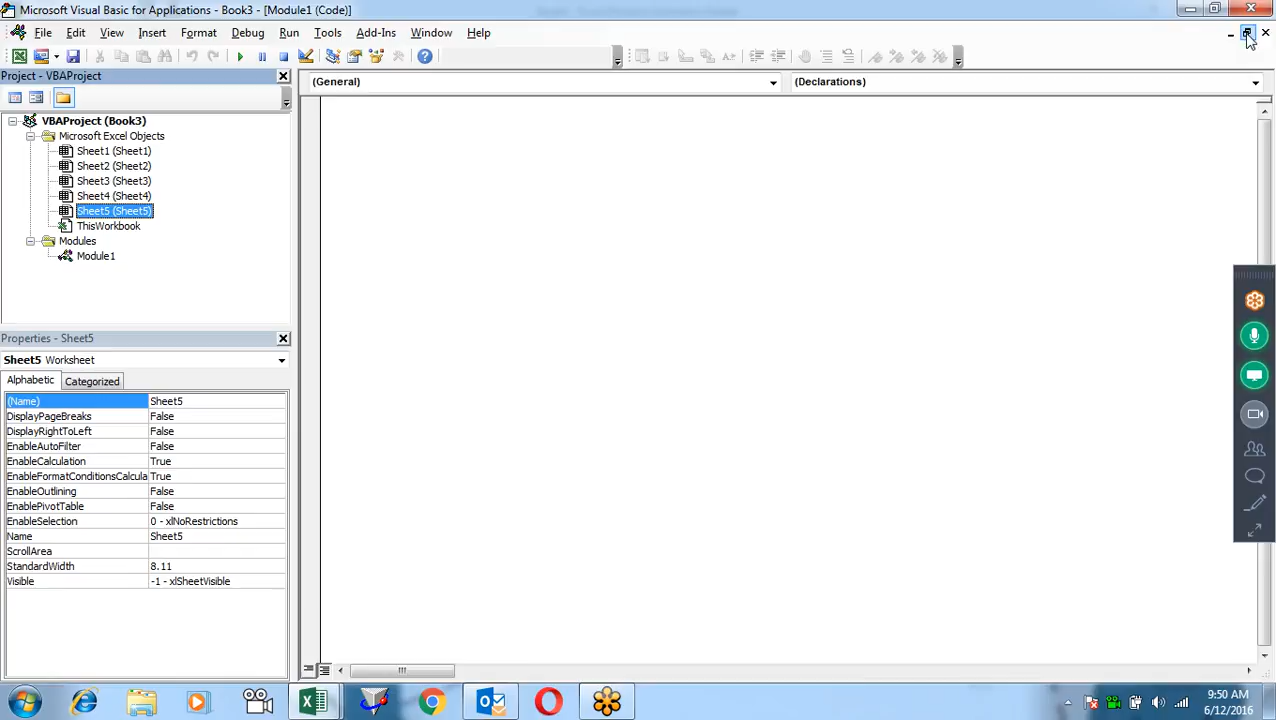 Microsoft Visual Basic for Applications - Book3 - [Module1 (Code)]
File Edit View Insert Format Debug Run Tools Add-Ins Window Help
Project - VBAProject
(General) (Declarations)
VBAProject (Book3)
Microsoft Excel Objects
Sheet1 (Sheet1)
Sheet2 (Sheet2)
Sheet3 (Sheet3)
Sheet4 (Sheet4)
Sheet5 (Sheet5)
ThisWorkbook
Modules
Module1
Properties - Sheet5
Sheet5 Worksheet
Alphabetic Categorized
(Name) Sheet5
DisplayPageBreaks False
DisplayRightToLeft False
EnableAutoFilter False
EnableCalculation True
EnableFormatConditionsCalcula True
EnableOutlining False
EnablePivotTable False
EnableSelection 0 - xlNoRestrictions
Name Sheet5
ScrollArea
StandardWidth 8.11
Visible -1 - xlSheetVisible
9:50 AM
6/12/2016